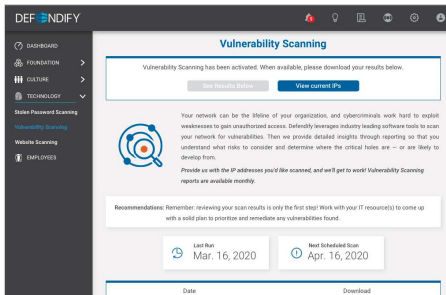 DEFENDIFY
DASHBOARD
FOUNDATION
CULTURE
TECHNOLOGY
Stolen Password Scanning
Vulnerability Scanning
Website Scanning
EMPLOYEES
Vulnerability Scanning
Vulnerability Scanning has been activated. When available, please download your results below.
See Results Below
View current IPs
Your network can be the lifeline of your organization, and cybercriminals work hard to exploit
weaknesses to gain unauthorized access. Defendify leverages industry leading software tools to scan
your network for vulnerabilities. Then we provide detailed insights through reporting so that you
understand what risks to consider and determine where the critical holes are – or are likely to
develop from.
Provide us with the IP addresses you'd like scanned, and we'll get to work! Vulnerability Scanning
reports are available monthly.
Recommendations: Remember: reviewing your scan results is only the first step! Work with your IT resource(s) to come up
with a solid plan to prioritize and remediate any vulnerabilities found.
Last Run
Mar. 16, 2020
Next Scheduled Scan
Apr. 16, 2020
Date
Download